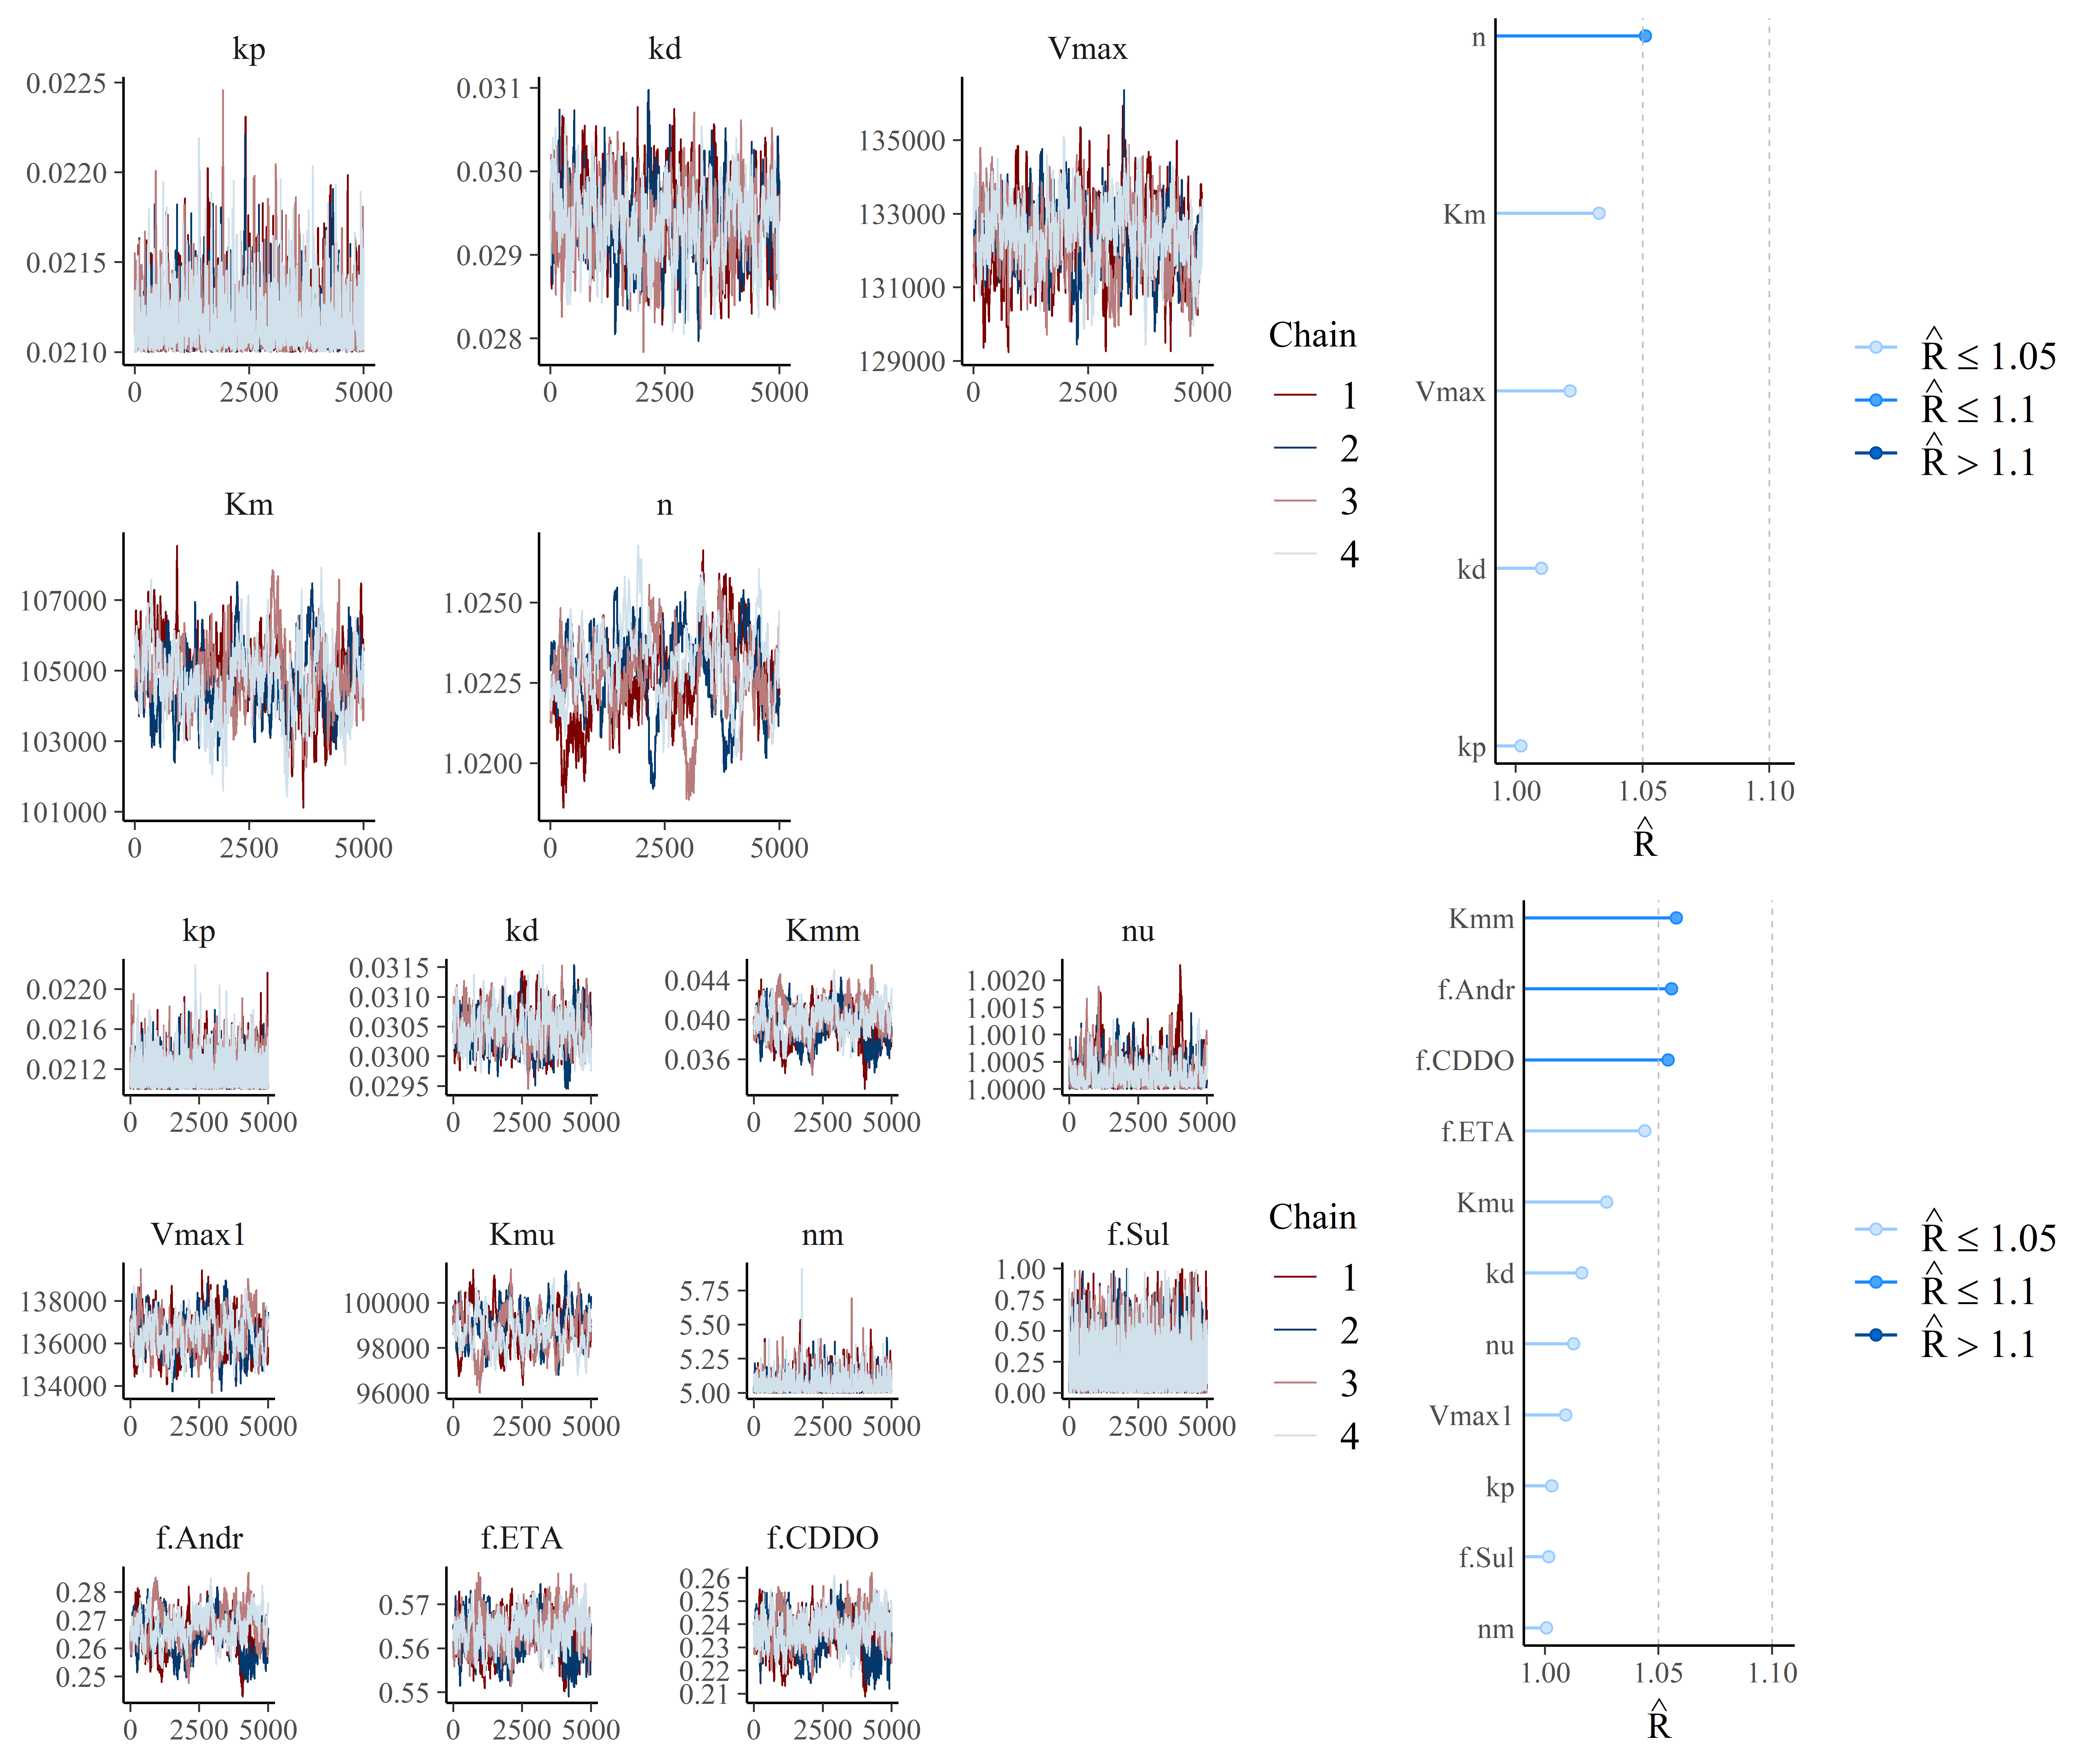 kp
0.0225
0.0220
0.0215
0.0210
0 2500 5000
kd
0.031
0.030
0.029
0.028
0 2500 5000
Vmax
135000
133000
131000
129000
0 2500 5000
Km
107000
105000
103000
101000
0 2500 5000
n
1.0250
1.0225
1.0200
0 2500 5000
Chain
1
2
3
4
n
Km
Vmax
kd
kp
1.00 1.05 1.10
R̂
R̂ ≤ 1.05
R̂ ≤ 1.1
R̂ > 1.1
kp
0.0220
0.0216
0.0212
0 2500 5000
kd
0.0315
0.0310
0.0305
0.0300
0.0295
0 2500 5000
Kmm
0.044
0.040
0.036
0 2500 5000
nu
1.0020
1.0015
1.0010
1.0005
1.0000
0 2500 5000
Vmax1
138000
136000
134000
0 2500 5000
Kmu
100000
98000
96000
0 2500 5000
nm
5.75
5.50
5.25
5.00
0 2500 5000
f.Sul
1.00
0.75
0.50
0.25
0.00
0 2500 5000
f.Andr
0.28
0.27
0.26
0.25
0 2500 5000
f.ETA
0.57
0.56
0.55
0 2500 5000
f.CDDO
0.26
0.25
0.24
0.23
0.22
0.21
0 2500 5000
Chain
1
2
3
4
Kmm
f.Andr
f.CDDO
f.ETA
Kmu
kd
nu
Vmax1
kp
f.Sul
nm
1.00 1.05 1.10
R̂
R̂ ≤ 1.05
R̂ ≤ 1.1
R̂ > 1.1